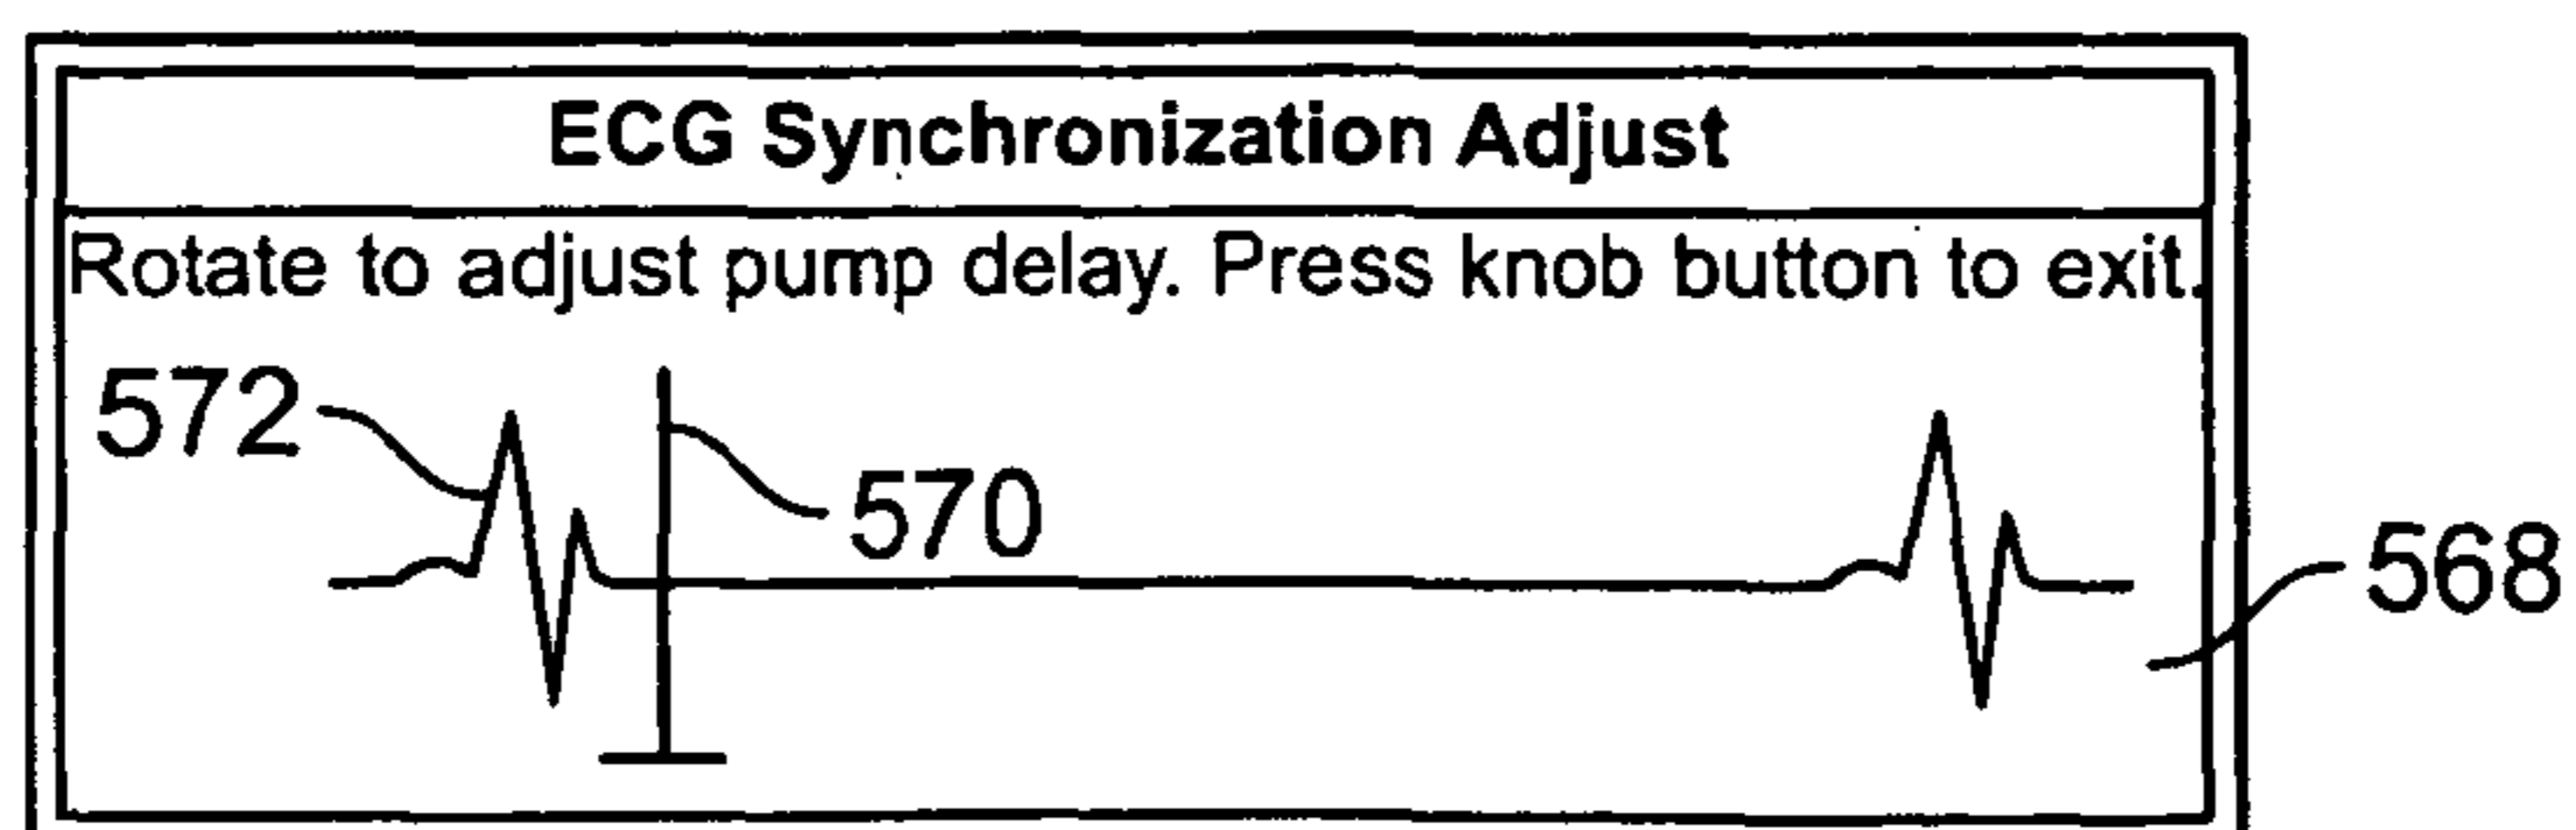 ECG Synchronization Adjust
Rotate to adjust pump delay. Press knob button to exit.
572
570
568